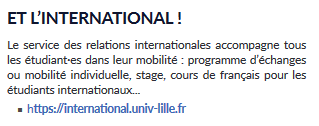 ET L'INTERNATIONAL !
Le service des relations internationales accompagne tous
les étudiant·es dans leur mobilité : programme d'échanges
ou mobilité individuelle, stage, cours de français pour les
étudiants internationaux...
▪ https://international.univ-lille.fr